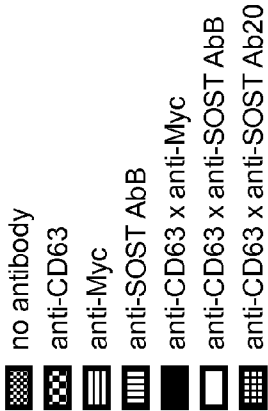 no antibody
anti-CD63
anti-Myc
anti-SOST AbB
anti-CD63 x anti-Myc
anti-CD63 x anti-SOST AbB
anti-CD63 x anti-SOST Ab20